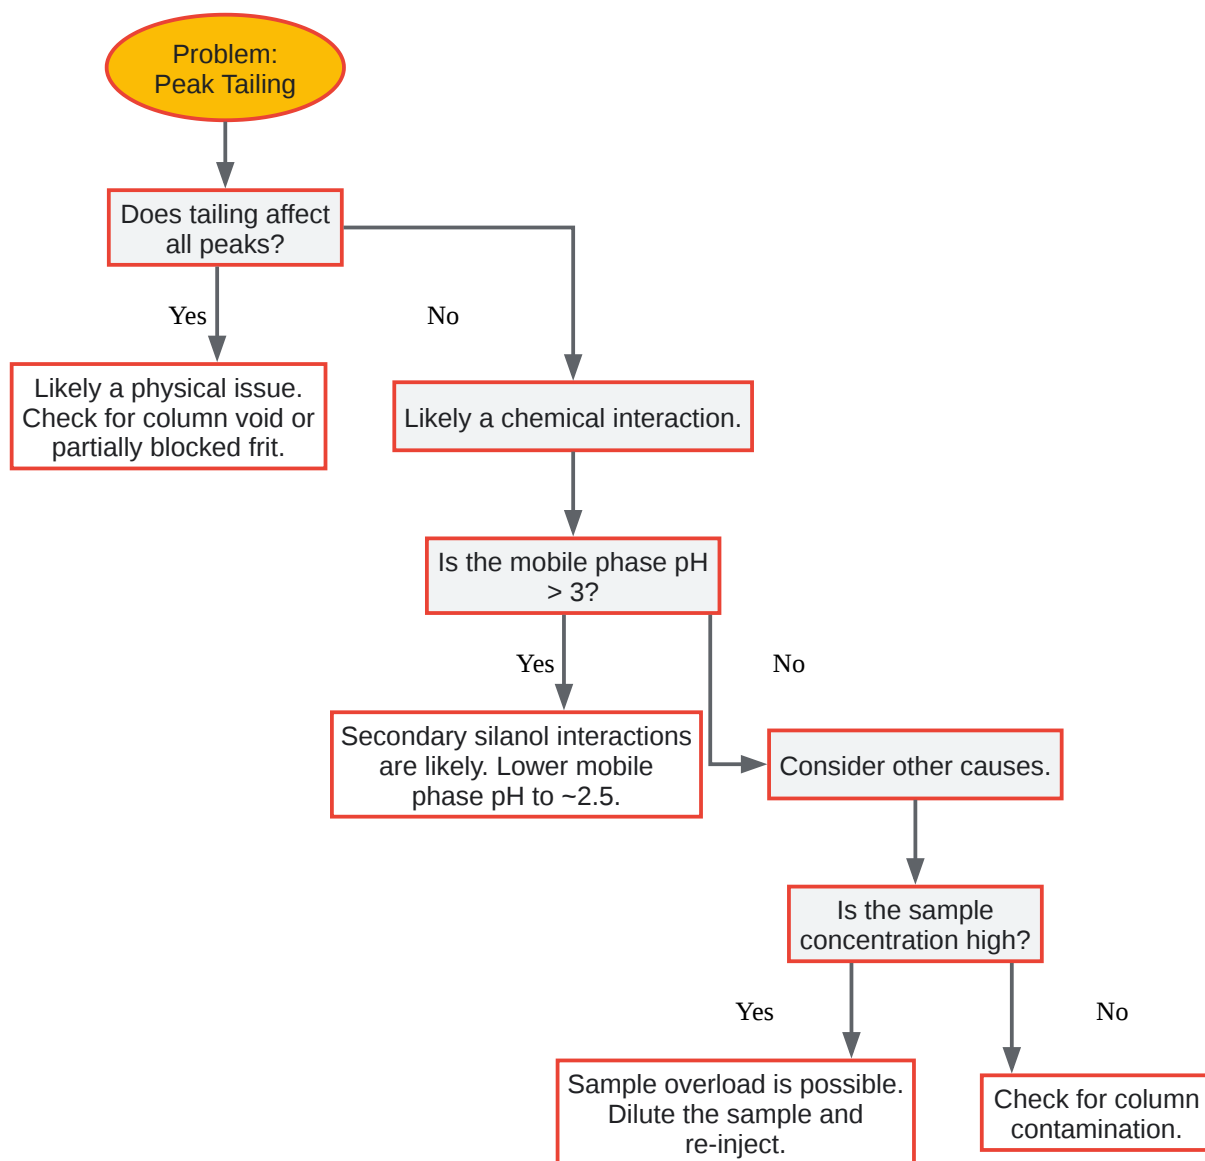 Problem:
Peak Tailing
Does tailing affect
all peaks?
Yes
No
Likely a physical issue.
Check for column void or
partially blocked frit.
Likely a chemical interaction.
Is the mobile phase pH
> 3?
Yes
No
Secondary silanol interactions
are likely. Lower mobile
phase pH to ~2.5.
Consider other causes.
Is the sample
concentration high?
Yes
No
Sample overload is possible.
Dilute the sample and
re-inject.
Check for column
contamination.